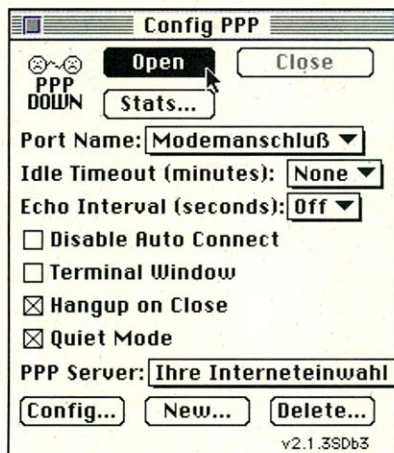 Config PPP
Open Close
PPP
DOWN
Stats...
Port Name: Modemanschluß
Idle Timeout (minutes): None
Echo Interval (seconds): Off
Disable Auto Connect
Terminal Window
Hangup on Close
Quiet Mode
PPP Server: Ihre Interneteinwahl
Config... New... Delete...
v2.1.3SDb3